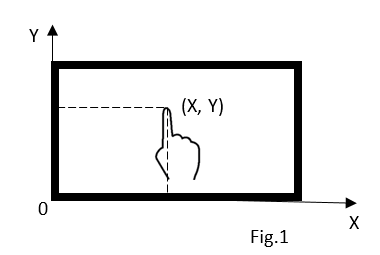 Y
(X, Y)
0
X
Fig.1